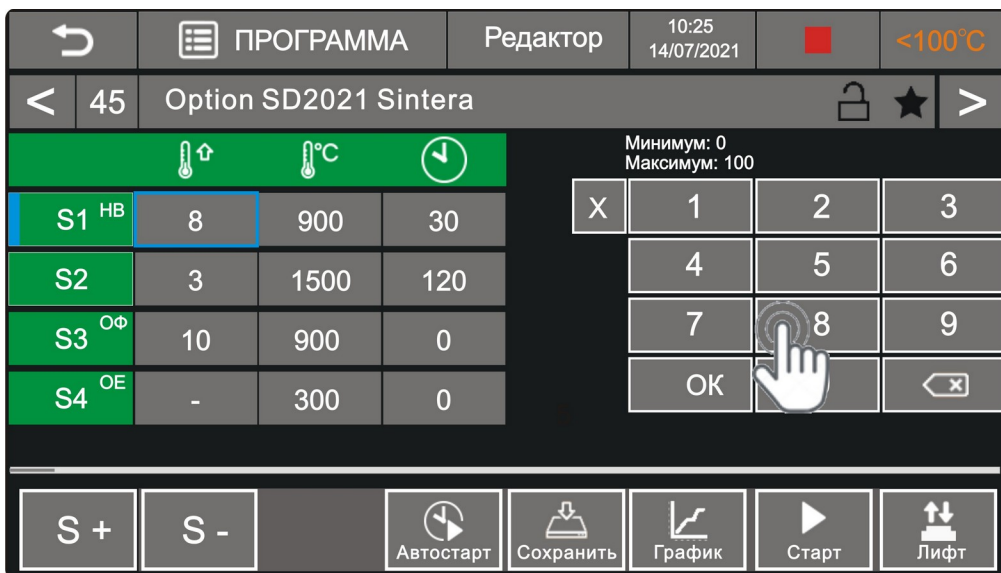 ПРОГРАММА
Редактор
10:25
14/07/2021
<100°C
< 45 Option SD2021 Sintera >
°C
Минимум: 0
Максимум: 100
S1 НВ 8 900 30
S2 3 1500 120
S3 ОФ 10 900 0
S4 ОЕ - 300 0
X 1 2 3
4 5 6
7 8 9
ОК
S + S -
Автостарт
Сохранить
График
Старт
Лифт